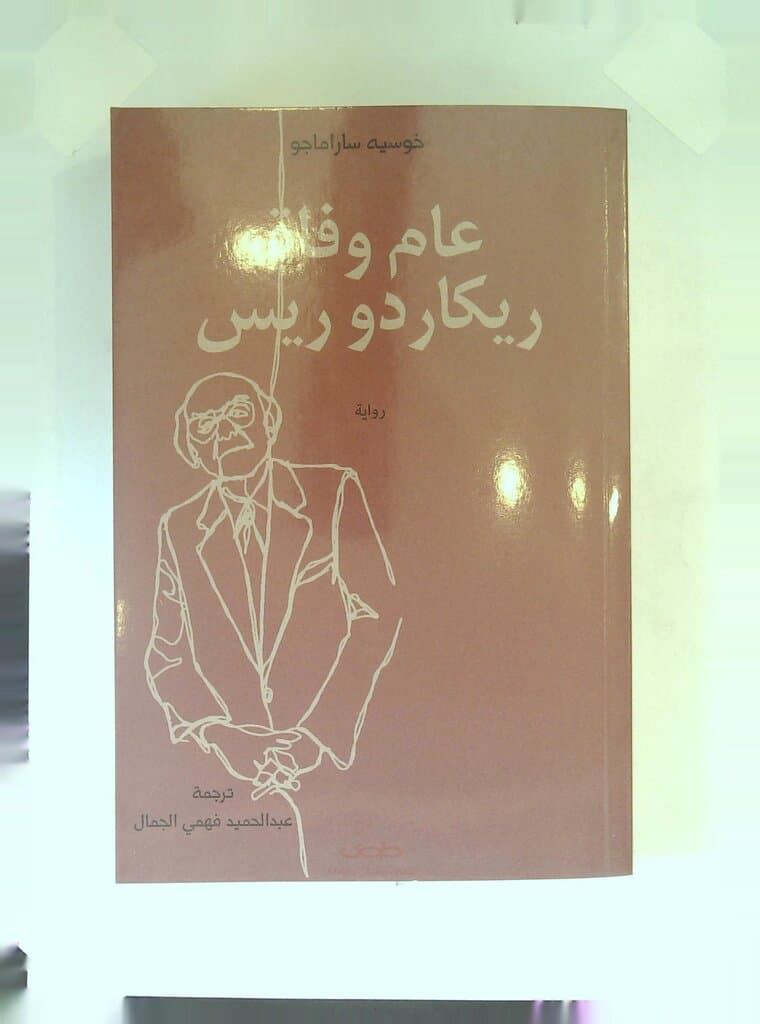 خوسيه ساراماجو
عام وفاة
ريكاردو ريس
رواية
ترجمة
عبدالحميد فهمي الجمال